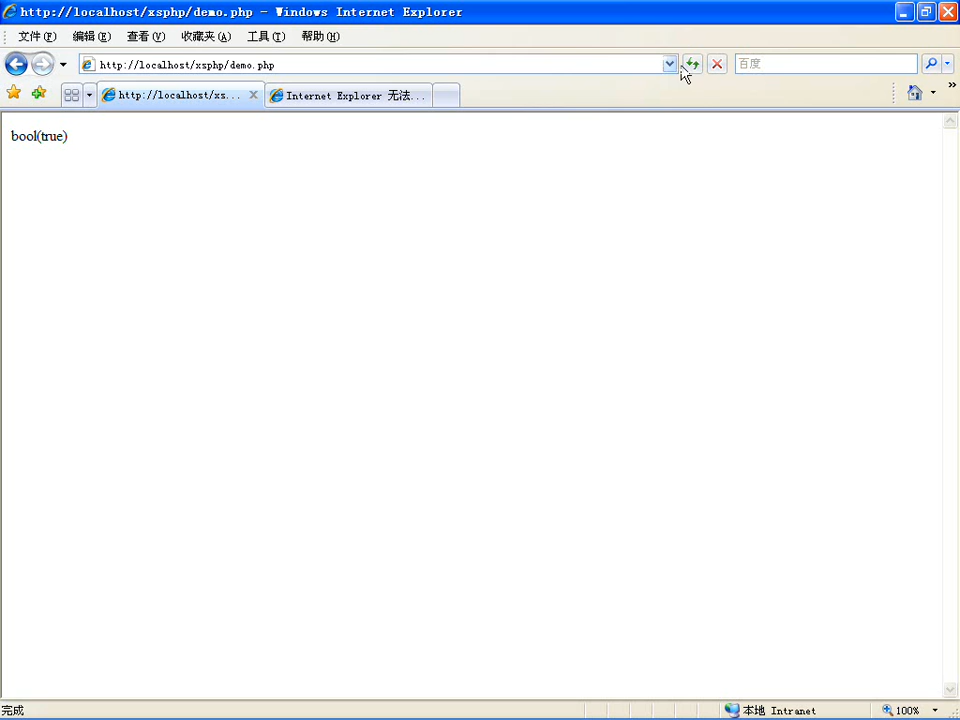 http://localhost/xsphp/demo.php - Windows Internet Explorer
文件(F) 编辑(E) 查看(V) 收藏夹(A) 工具(T) 帮助(H)
http://localhost/xsphp/demo.php 百度
http://localhost/xs... Internet Explorer 无法...
bool(true)
完成 本地 Intranet 100%